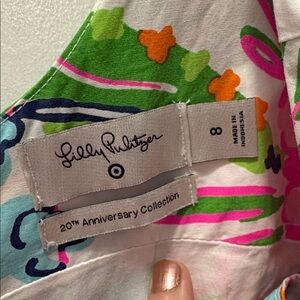 Lilly Pulitzer
8
MADE IN
INDONESIA
20TH Anniversary Collection